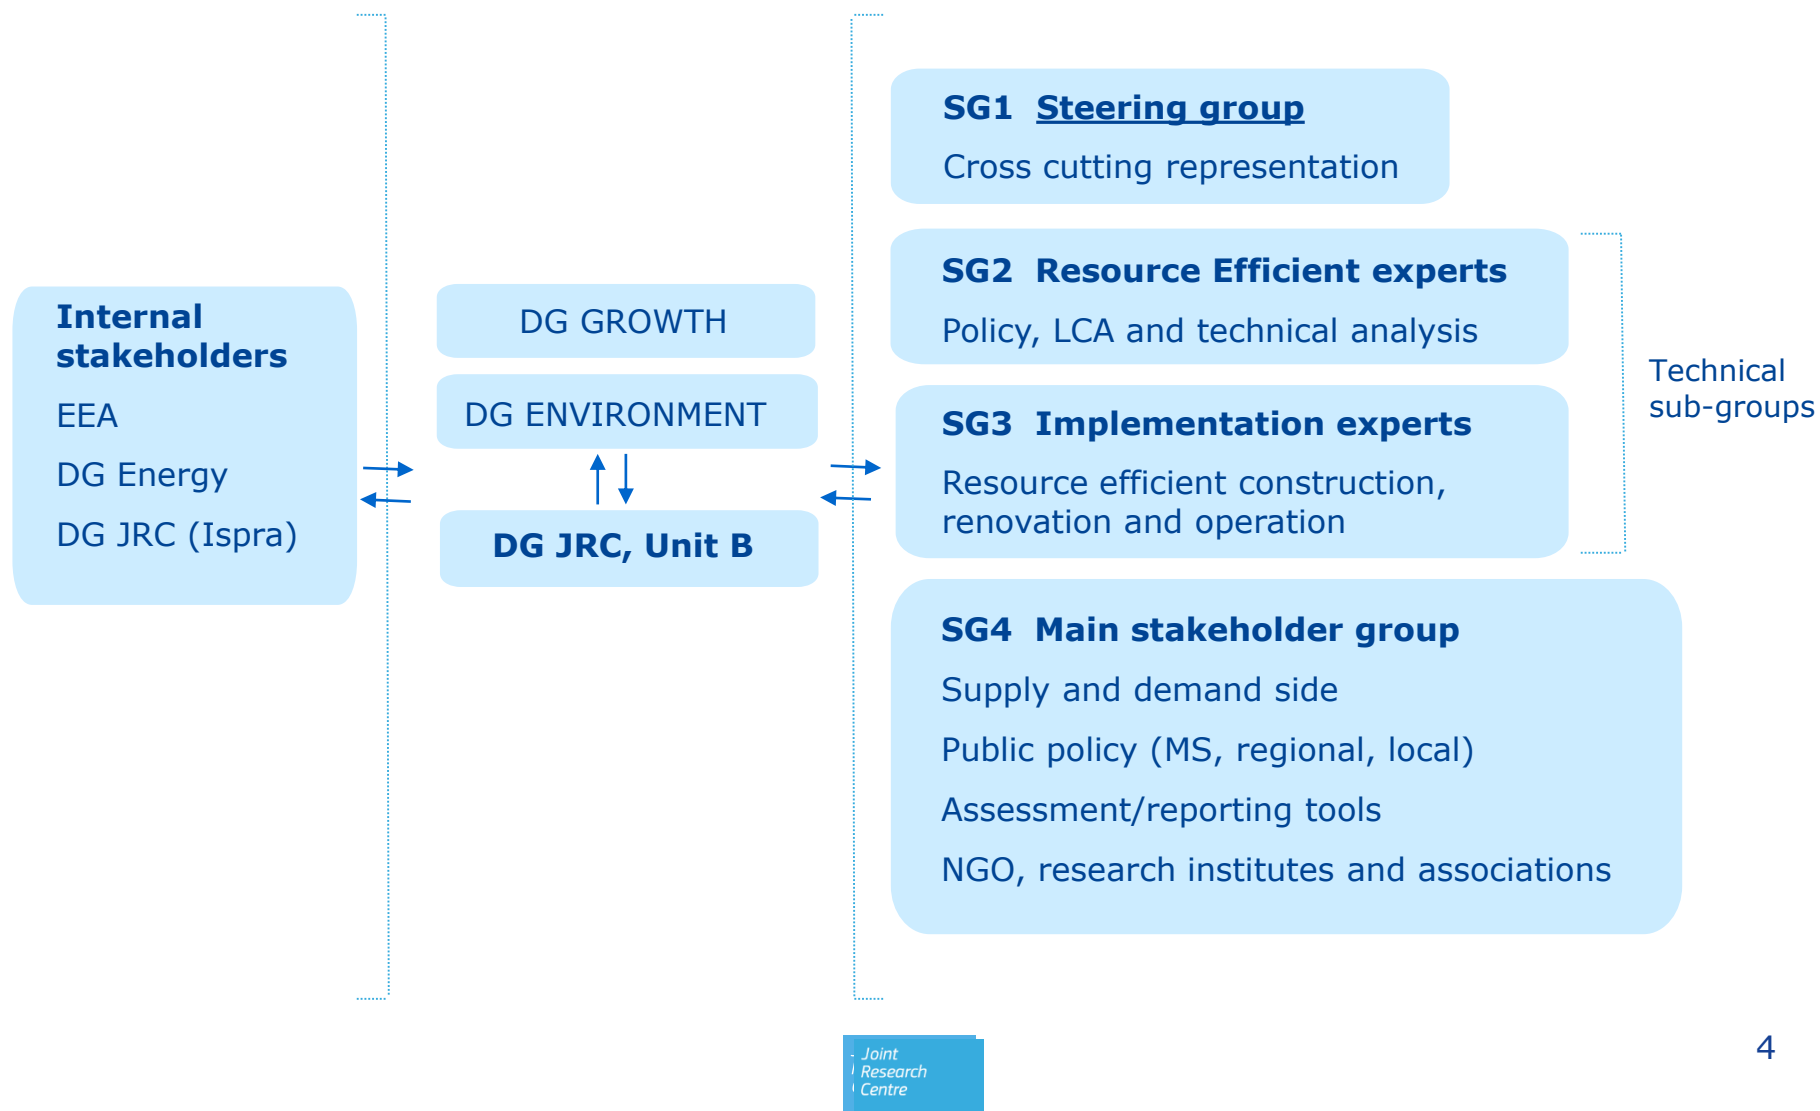 Internal
stakeholders
EEA
DG Energy
DG JRC (Ispra)
DG GROWTH
DG ENVIRONMENT
DG JRC, Unit B
SG1 Steering group
Cross cutting representation
SG2 Resource Efficient experts
Policy, LCA and technical analysis
SG3 Implementation experts
Resource efficient construction,
renovation and operation
Technical
sub-groups
SG4 Main stakeholder group
Supply and demand side
Public policy (MS, regional, local)
Assessment/reporting tools
NGO, research institutes and associations
Joint
Research
Centre
4